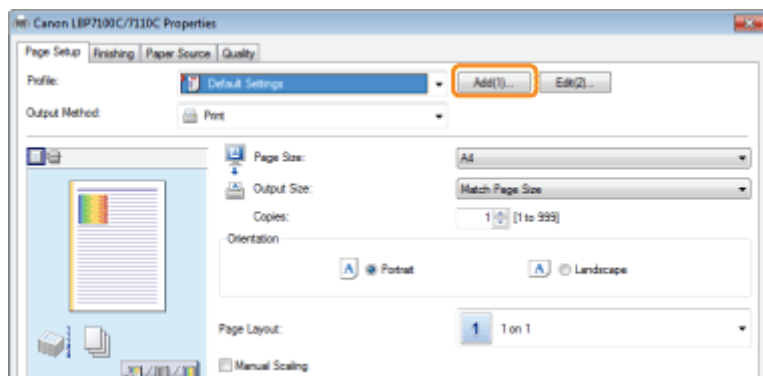 Canon LBP7100C/7110C Properties
Page Setup Finishing Paper Source Quality
Profile: Default Settings Add(1)... Edit(2)...
Output Method: Print
Page Size: A4
Output Size: Match Page Size
Copies: 1 [1 to 999]
Orientation
A Portrait A Landscape
Page Layout: 1 1 on 1
Manual Scaling